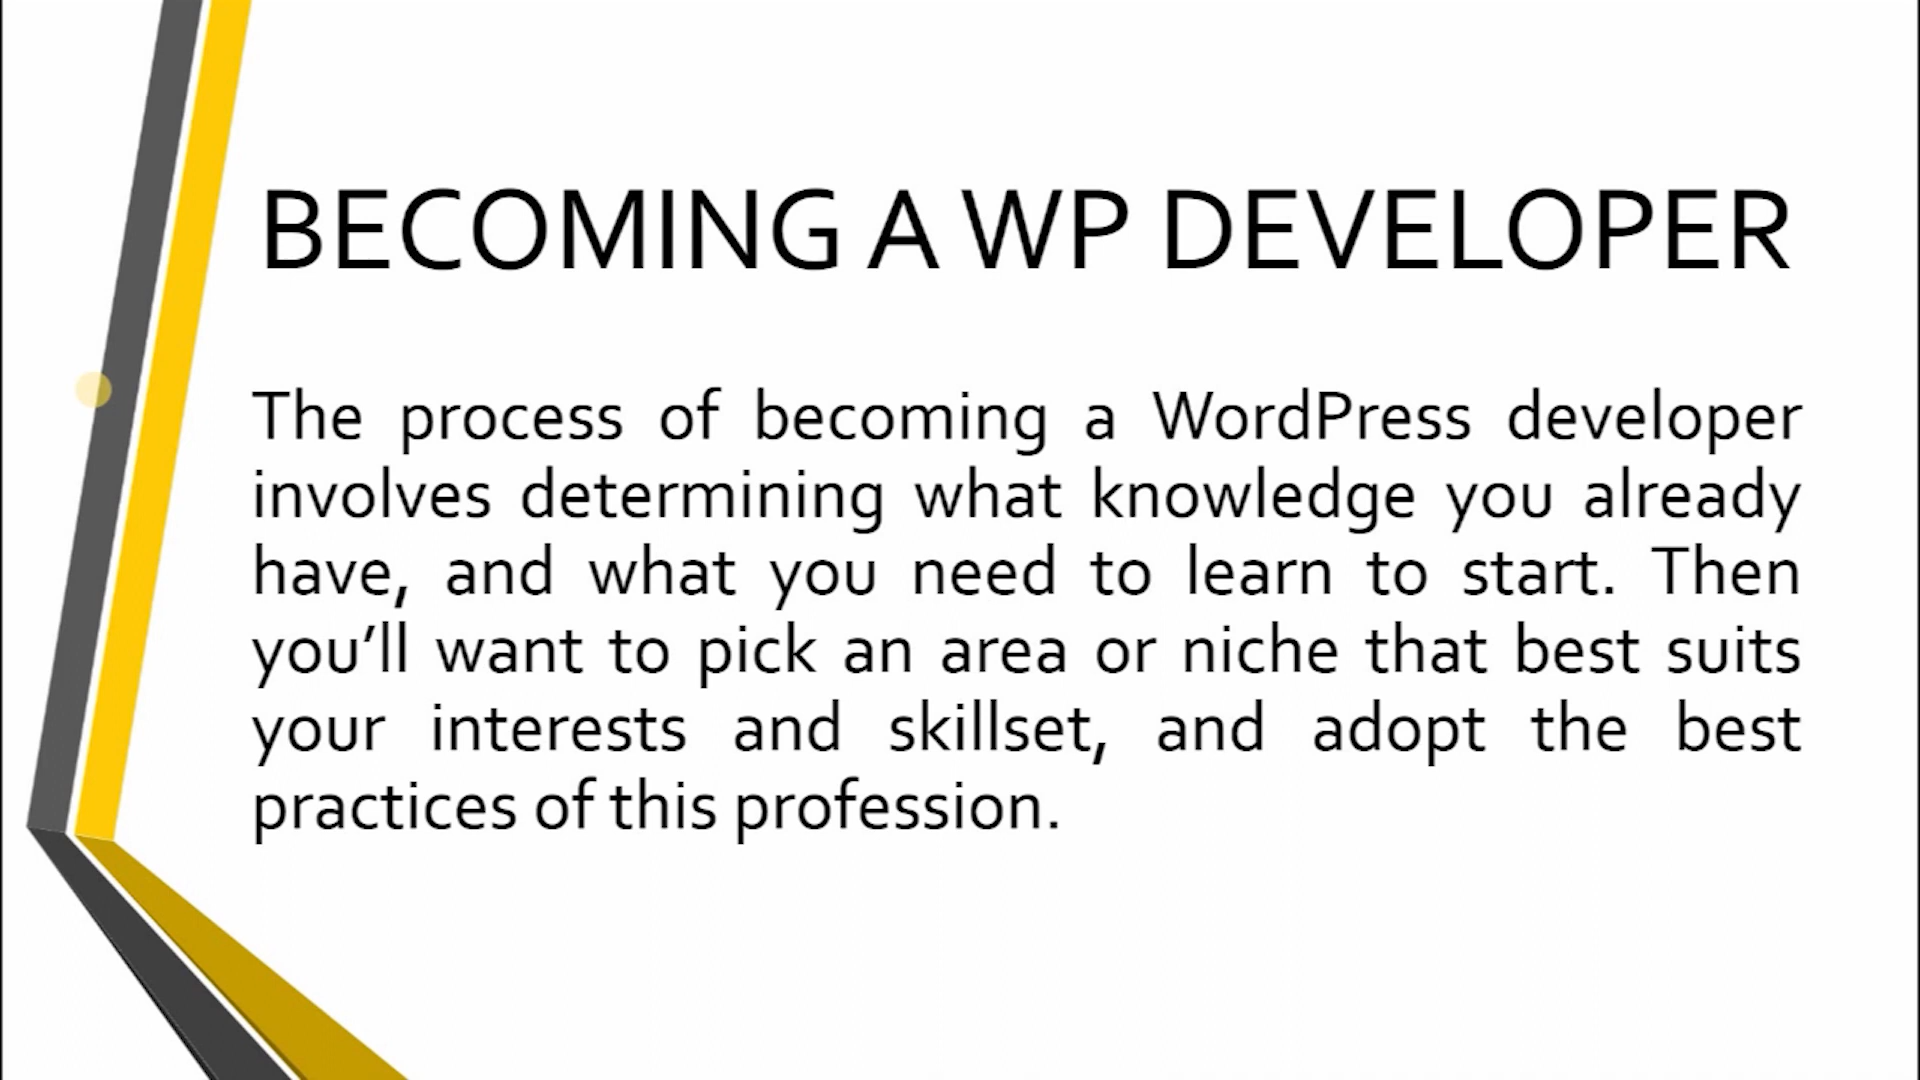 BECOMING A WP DEVELOPER
The process of becoming a WordPress developer
involves determining what knowledge you already
have, and what you need to learn to start. Then
you’ll want to pick an area or niche that best suits
your interests and skillset, and adopt the best
practices of this profession.